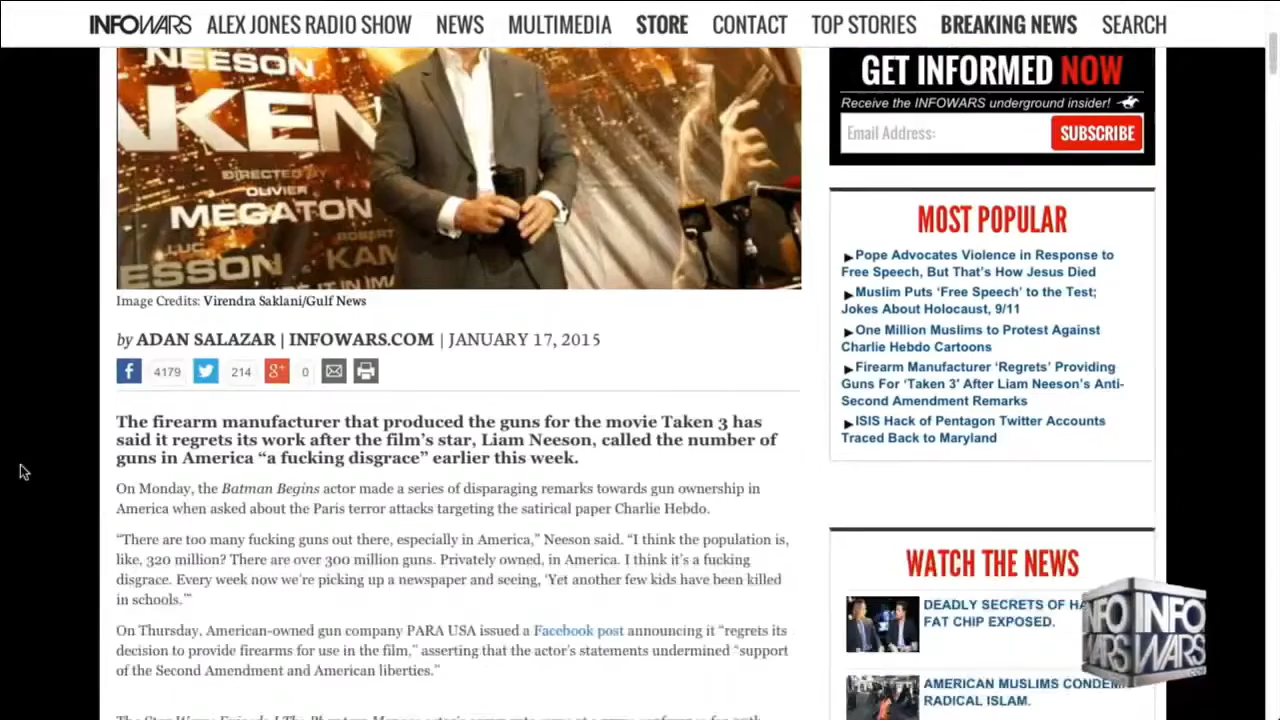 INFOWARS ALEX JONES RADIO SHOW NEWS MULTIMEDIA STORE CONTACT TOP STORIES BREAKING NEWS SEARCH
NEESON
AKEN
DIRECTED BY
OLIVIER
MEGATON
LUC
ESSON
ROBERT
KAM
Image Credits: Virendra Saklani/Gulf News
by ADAN SALAZAR | INFOWARS.COM | JANUARY 17, 2015
4179 214 0
The firearm manufacturer that produced the guns for the movie Taken 3 has
said it regrets its work after the film's star, Liam Neeson, called the number of
guns in America “a fucking disgrace” earlier this week.
On Monday, the Batman Begins actor made a series of disparaging remarks towards gun ownership in
America when asked about the Paris terror attacks targeting the satirical paper Charlie Hebdo.
“There are too many fucking guns out there, especially in America,” Neeson said. “I think the population is,
like, 320 million? There are over 300 million guns. Privately owned, in America. I think it's a fucking
disgrace. Every week now we're picking up a newspaper and seeing, ‘Yet another few kids have been killed
in schools.’”
On Thursday, American-owned gun company PARA USA issued a Facebook post announcing it “regrets its
decision to provide firearms for use in the film,” asserting that the actor's statements undermined “support
of the Second Amendment and American liberties.”
GET INFORMED NOW
Receive the INFOWARS underground insider!
Email Address: SUBSCRIBE
MOST POPULAR
Pope Advocates Violence in Response to
Free Speech, But That's How Jesus Died
Muslim Puts ‘Free Speech’ to the Test;
Jokes About Holocaust, 9/11
One Million Muslims to Protest Against
Charlie Hebdo Cartoons
Firearm Manufacturer ‘Regrets’ Providing
Guns For ‘Taken 3’ After Liam Neeson's Anti-
Second Amendment Remarks
ISIS Hack of Pentagon Twitter Accounts
Traced Back to Maryland
WATCH THE NEWS
DEADLY SECRETS OF
FAT CHIP EXPOSED.
AMERICAN MUSLIMS CONDEM
RADICAL ISLAM.
INFO
WARS
.COM